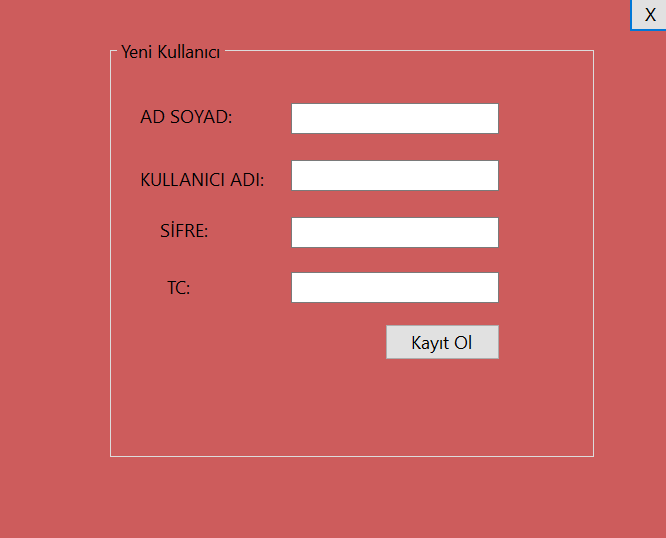 X
Yeni Kullanıcı
AD SOYAD:
KULLANICI ADI:
SİFRE:
TC:
Kayıt Ol